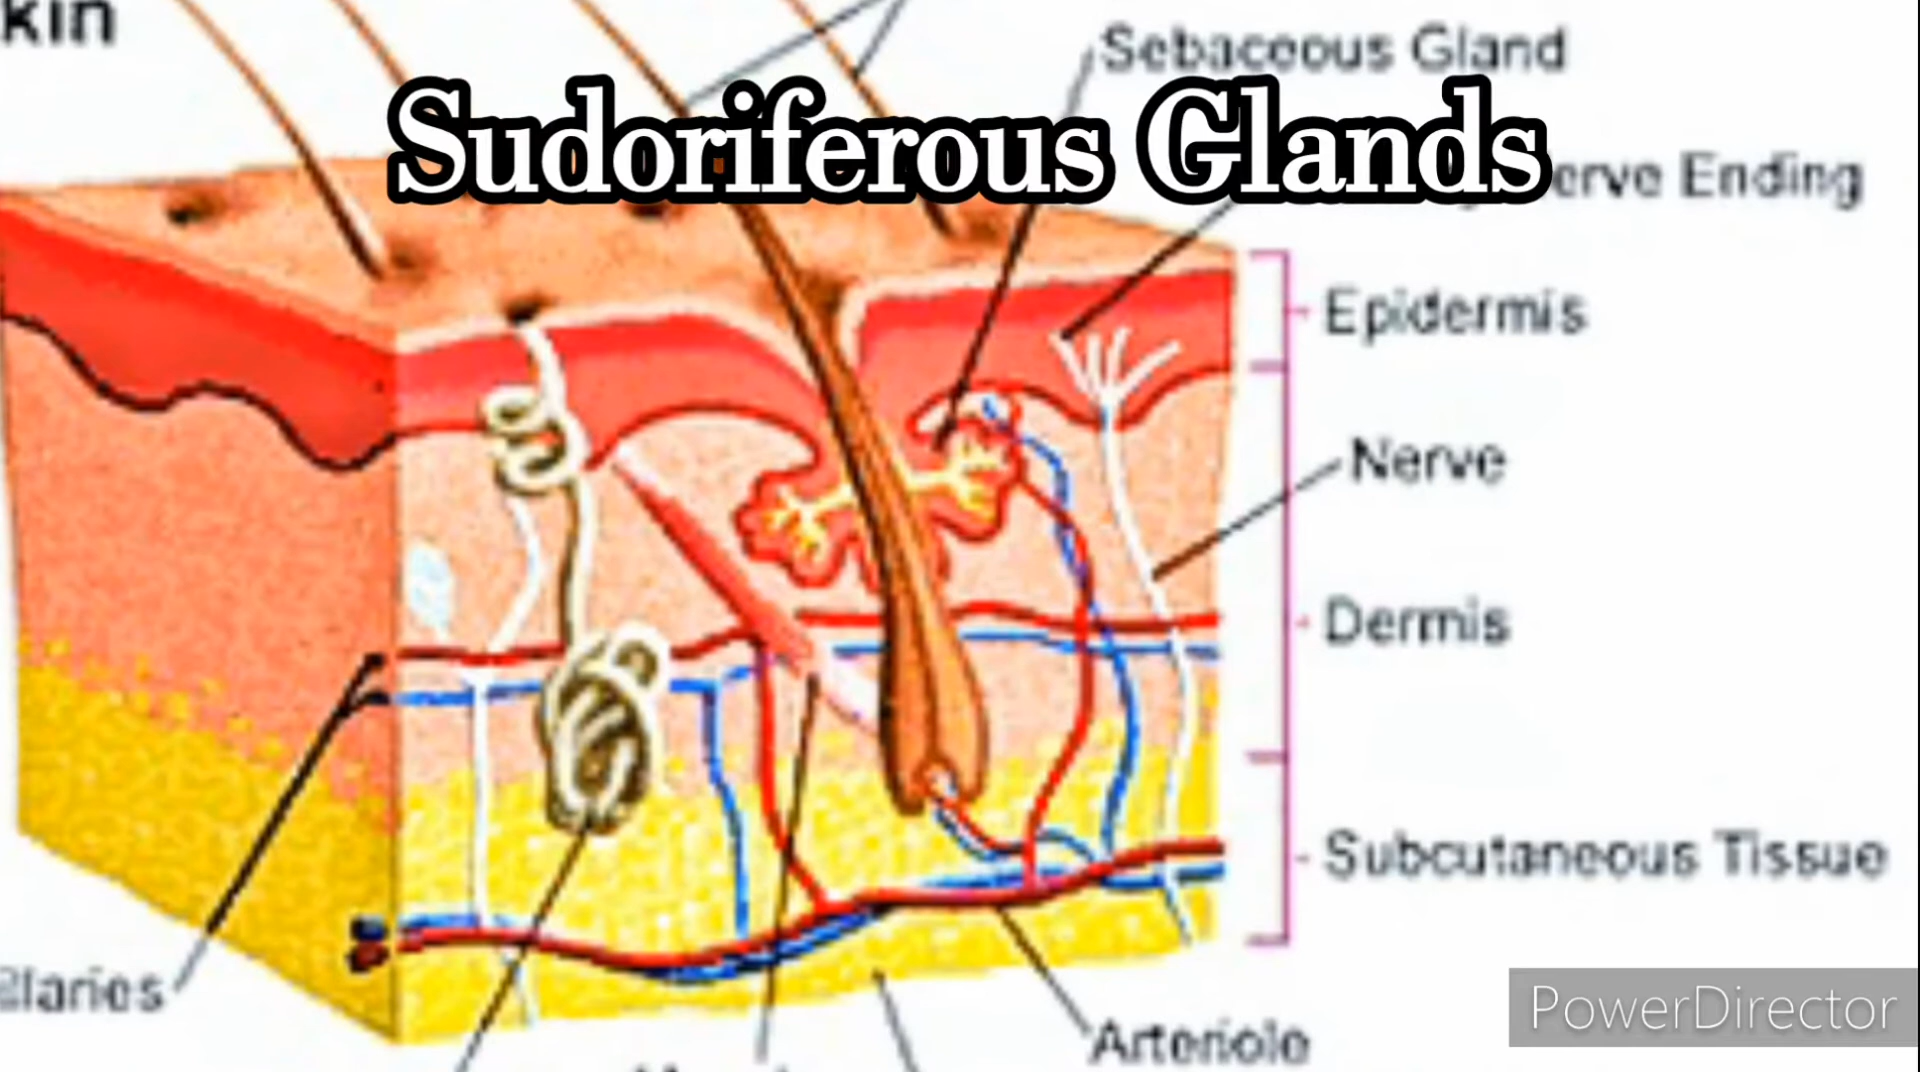 kin
Sebaceous Gland
Sudoriferous Glands
erve Ending
Epidermis
Nerve
Dermis
Subcutaneous Tissue
llaries
Arteriole
PowerDirector